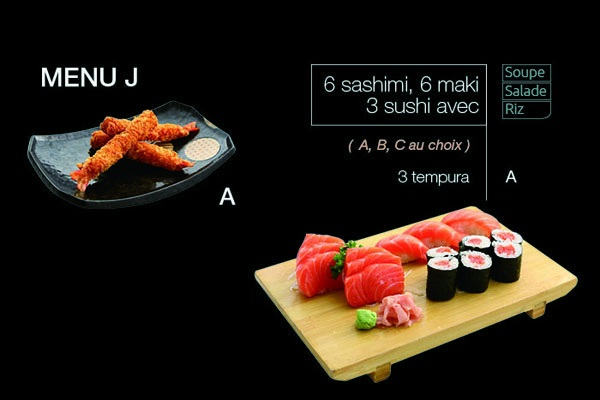 MENU J
6 sashimi, 6 maki
3 sushi avec
Soupe
Salade
Riz
( A, B, C au choix )
3 tempura A
A